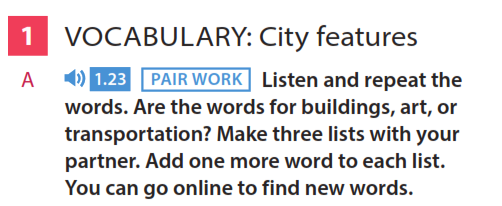 1 VOCABULARY: City features
A 1.23 PAIR WORK Listen and repeat the
words. Are the words for buildings, art, or
transportation? Make three lists with your
partner. Add one more word to each list.
You can go online to find new words.